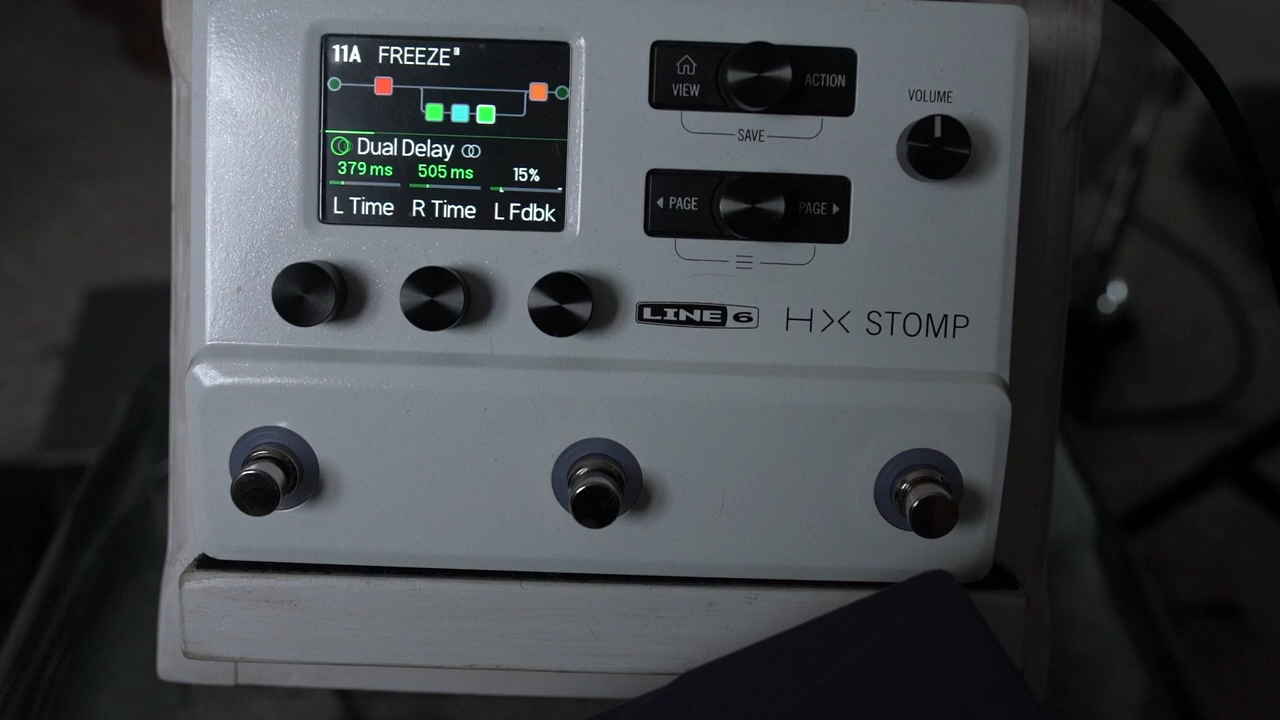 11A FREEZE
Dual Delay
379 ms 505 ms 15%
L Time R Time L Fdbk
VIEW ACTION
SAVE
PAGE PAGE
VOLUME
LINE 6 HX STOMP